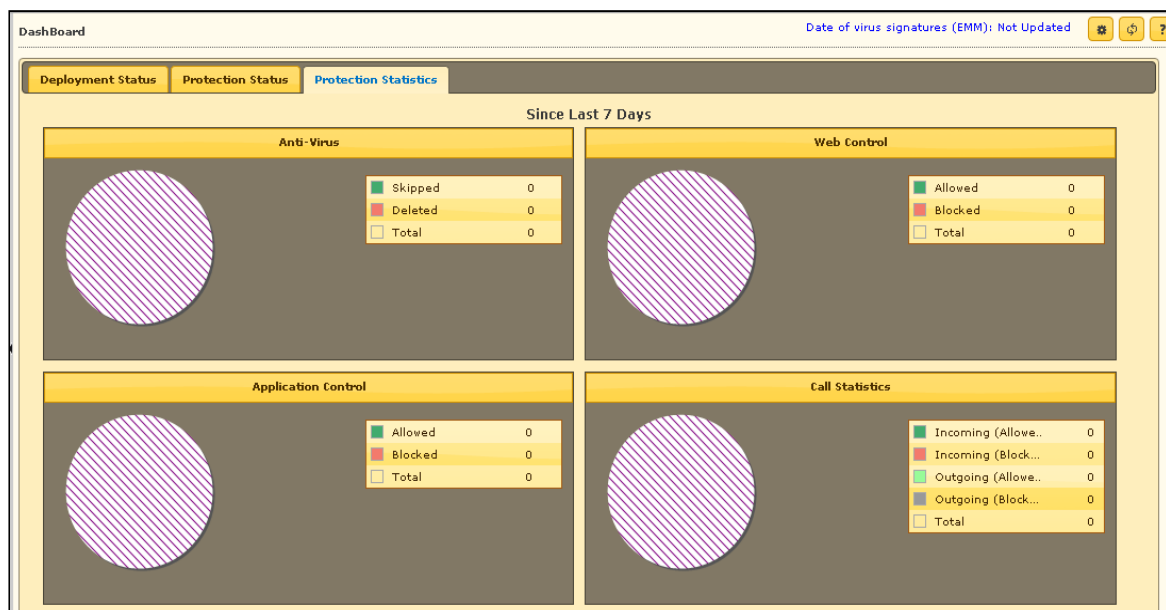 DashBoard
Date of virus signatures (EMM): Not Updated
?
Deployment Status Protection Status Protection Statistics
Since Last 7 Days
Anti-Virus
Skipped 0
Deleted 0
Total 0
Web Control
Allowed 0
Blocked 0
Total 0
Application Control
Allowed 0
Blocked 0
Total 0
Call Statistics
Incoming (Allowe.. 0
Incoming (Block... 0
Outgoing (Allowe.. 0
Outgoing (Block... 0
Total 0